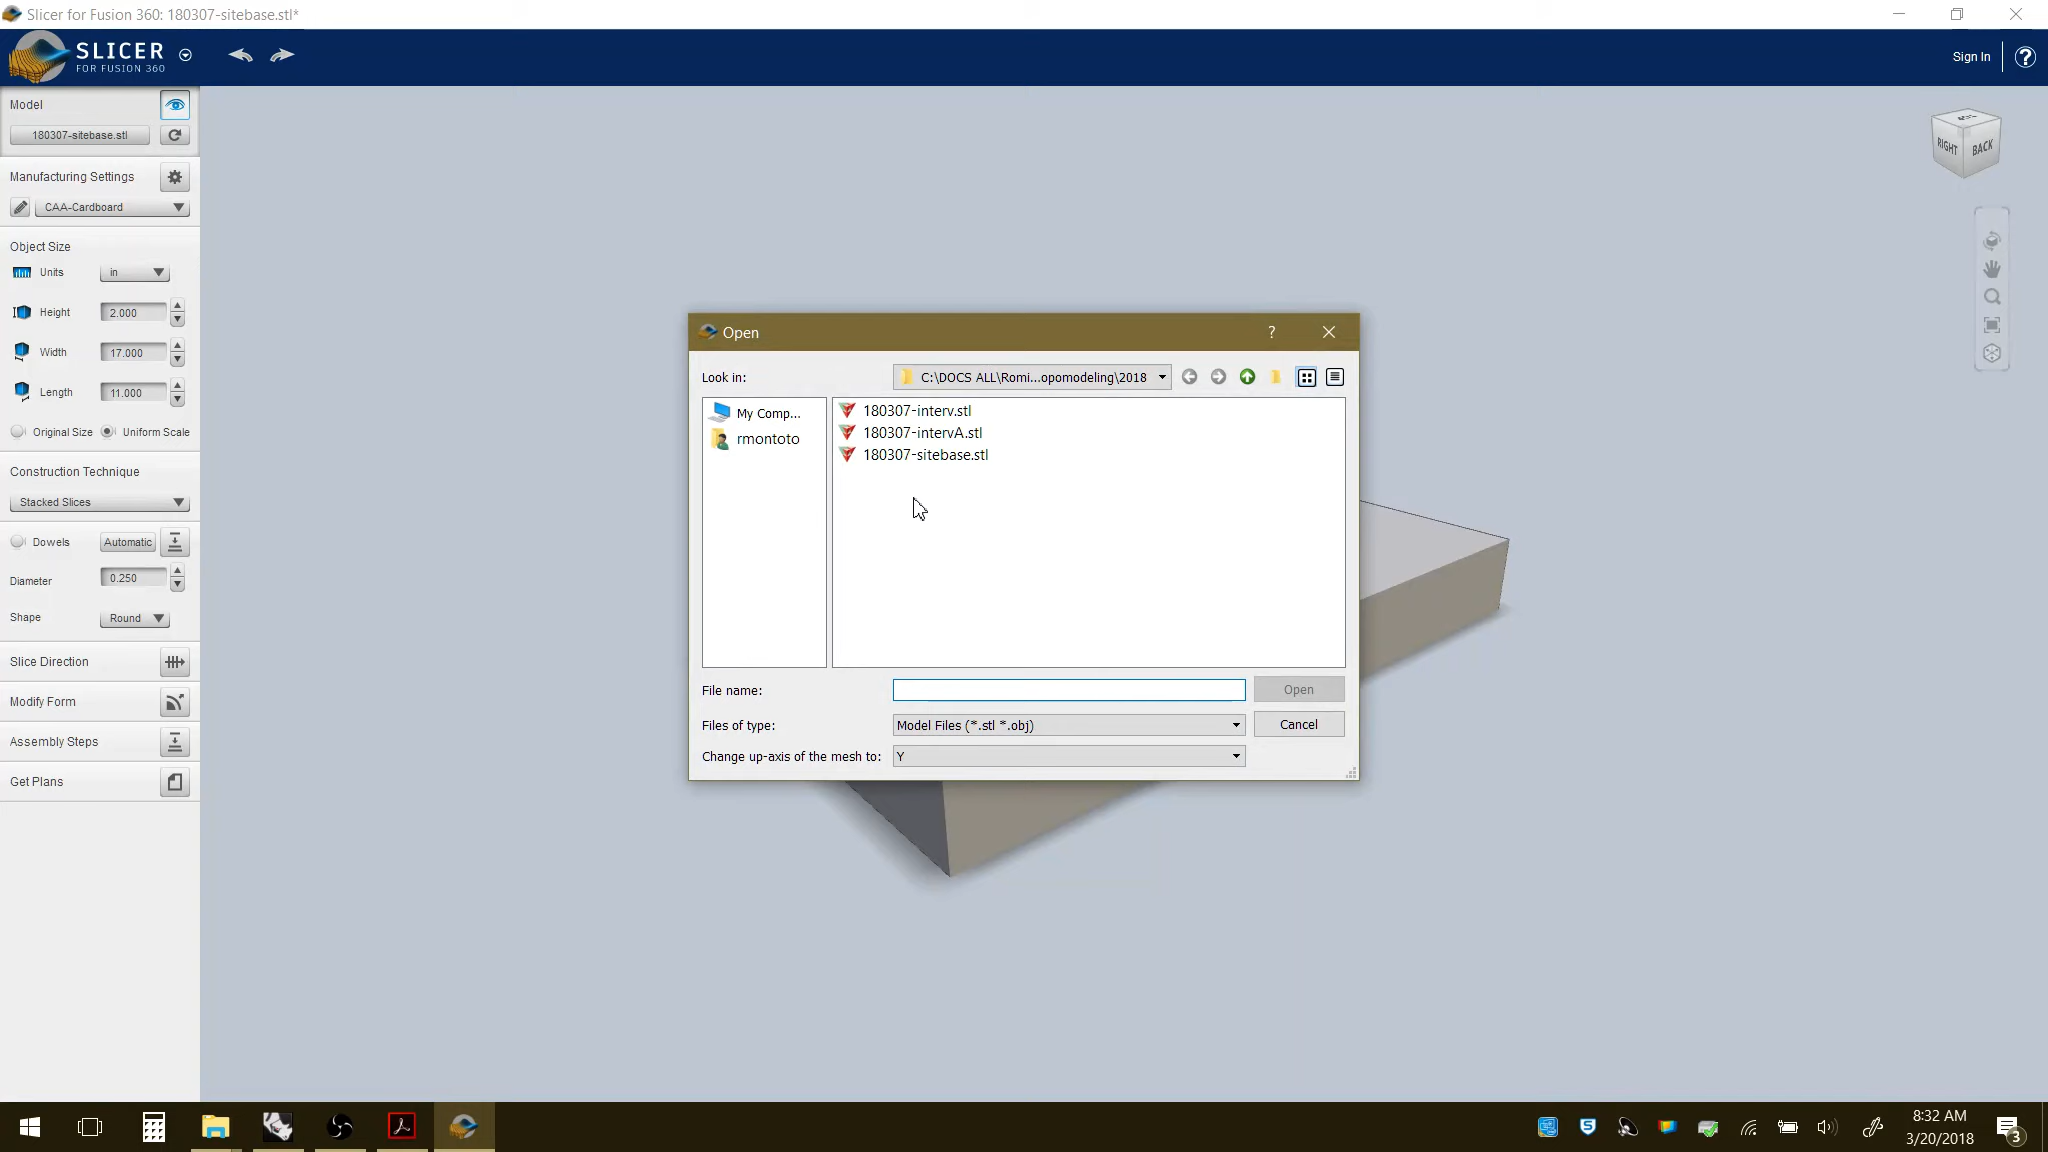 Slicer for Fusion 360: 180307-sitebase.stl*
SLICER
FOR FUSION 360
Sign In
?
Model
180307-sitebase.stl
Manufacturing Settings
CAA-Cardboard
Object Size
Units in
Height 2.000
Width 17.000
Length 11.000
Original Size Uniform Scale
Construction Technique
Stacked Slices
Dowels Automatic
Diameter 0.250
Shape Round
Slice Direction
Modify Form
Assembly Steps
Get Plans
RIGHT BACK
Open ?
Look in: C:\DOCS ALL\Romi...opomodeling\2018
My Comp...
rmontoto
180307-interv.stl
180307-intervA.stl
180307-sitebase.stl
File name: Open
Files of type: Model Files (*.stl *.obj) Cancel
Change up-axis of the mesh to: Y
8:32 AM
3/20/2018
3